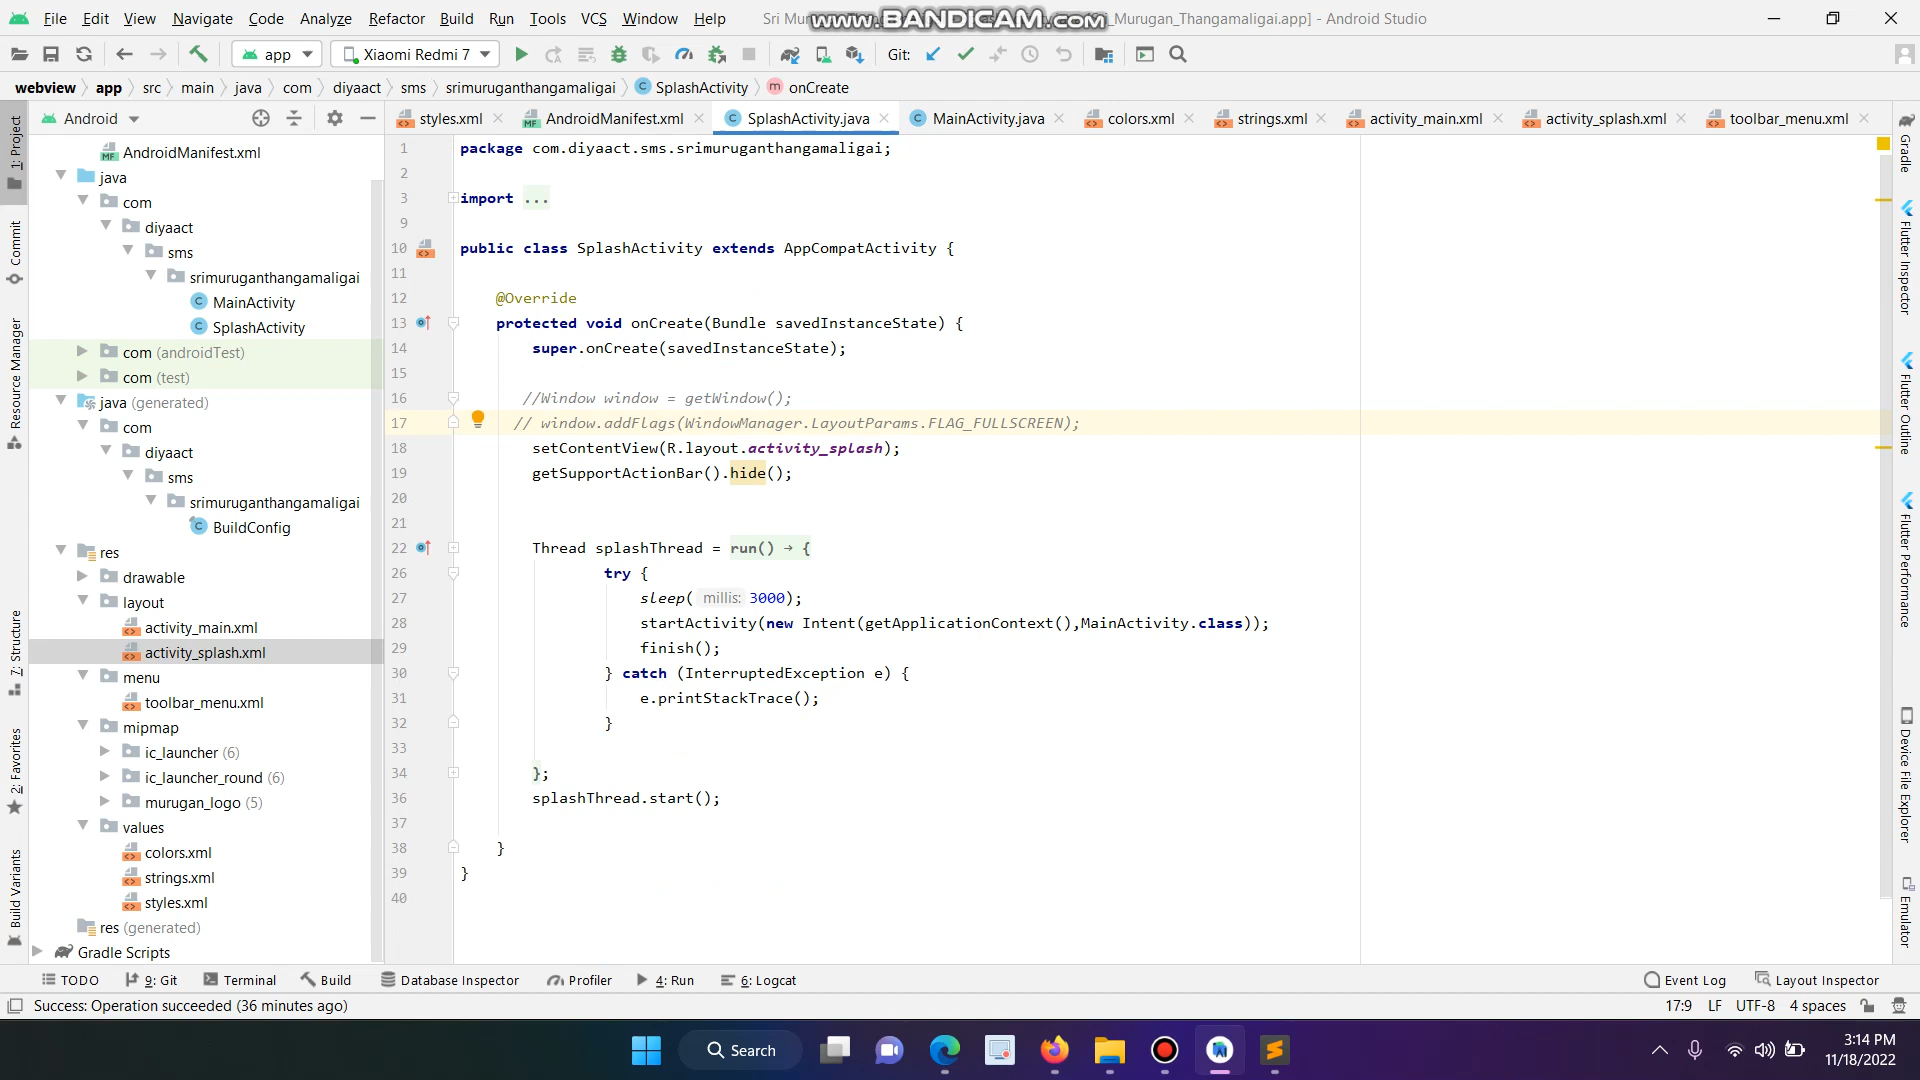 File Edit View Navigate Code Analyze Refactor Build Run Tools VCS Window Help Sri Mu www.BANDICAM.com i_Murugan_Thangamaligai.app] - Android Studio
app Xiaomi Redmi 7 Git:
webview app src main java com diyaact sms srimuruganthangamaligai SplashActivity onCreate
Android styles.xml AndroidManifest.xml SplashActivity.java MainActivity.java colors.xml strings.xml activity_main.xml activity_splash.xml toolbar_menu.xml
1: Project
Commit
Resource Manager
7: Structure
2: Favorites
Build Variants
AndroidManifest.xml
java
com
diyaact
sms
srimuruganthangamaligai
MainActivity
SplashActivity
com (androidTest)
com (test)
java (generated)
com
diyaact
sms
srimuruganthangamaligai
BuildConfig
res
drawable
layout
activity_main.xml
activity_splash.xml
menu
toolbar_menu.xml
mipmap
ic_launcher (6)
ic_launcher_round (6)
murugan_logo (5)
values
colors.xml
strings.xml
styles.xml
res (generated)
Gradle Scripts
1 package com.diyaact.sms.srimuruganthangamaligai;
2
3 import ...
9
10 public class SplashActivity extends AppCompatActivity {
11
12 @Override
13 protected void onCreate(Bundle savedInstanceState) {
14 super.onCreate(savedInstanceState);
15
16 //Window window = getWindow();
17 // window.addFlags(WindowManager.LayoutParams.FLAG_FULLSCREEN);
18 setContentView(R.layout.activity_splash);
19 getSupportActionBar().hide();
20
21
22 Thread splashThread = run() → {
26 try {
27 sleep( millis: 3000);
28 startActivity(new Intent(getApplicationContext(),MainActivity.class));
29 finish();
30 } catch (InterruptedException e) {
31 e.printStackTrace();
32 }
33
34 };
36 splashThread.start();
37
38 }
39 }
40
Gradle
Flutter Inspector
Flutter Outline
Flutter Performance
Device File Explorer
Emulator
TODO 9: Git Terminal Build Database Inspector Profiler 4: Run 6: Logcat Event Log Layout Inspector
Success: Operation succeeded (36 minutes ago) 17:9 LF UTF-8 4 spaces
Search
3:14 PM
11/18/2022